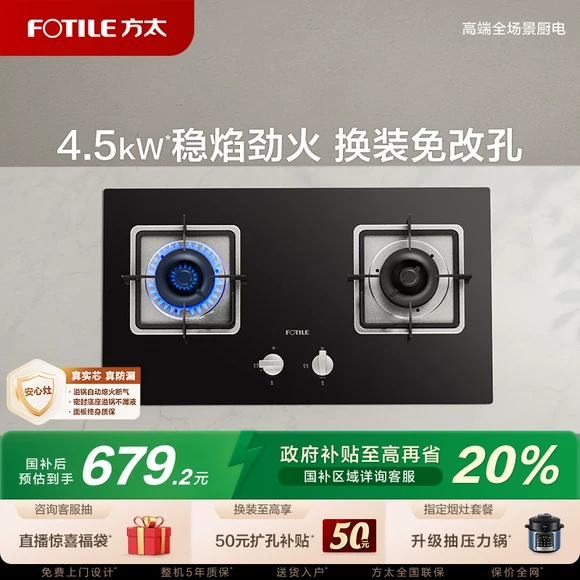 FOTILE 方太
高端全场景厨电
4.5kW*稳焰劲火 换装免改孔
FOTILE
安心灶
真实芯 真防漏
溢锅自动熄火断气
密封底座溢锅不漏液
面板终身质保
国补后
预估到手
679.2元
政府补贴至高再省
国补区域详询客服
20%
咨询客服抽
直播惊喜福袋*
换装至高享
50元扩孔补贴*
50元
指定烟灶套餐
升级抽压力锅*
免费上门设计*
整机5年质保*
送货入户*
方太全国联保
保价全网*